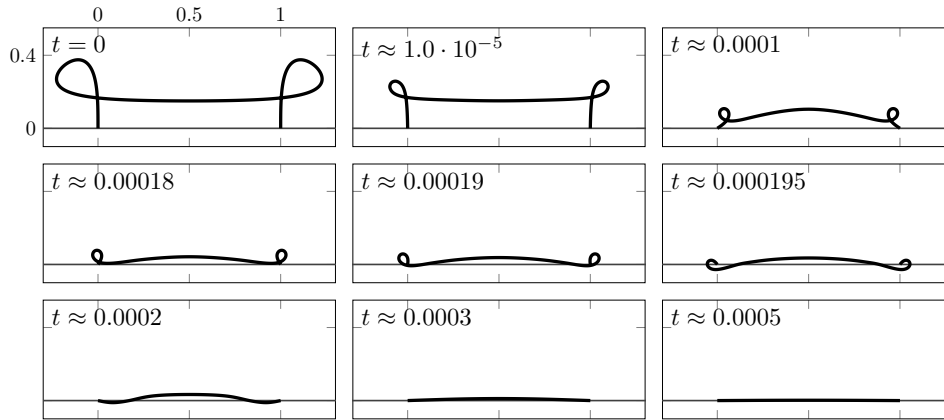 0 0.5 1
0.4
0
t = 0
t ≈ 1.0 · 10⁻⁵
t ≈ 0.0001
t ≈ 0.00018
t ≈ 0.00019
t ≈ 0.000195
t ≈ 0.0002
t ≈ 0.0003
t ≈ 0.0005